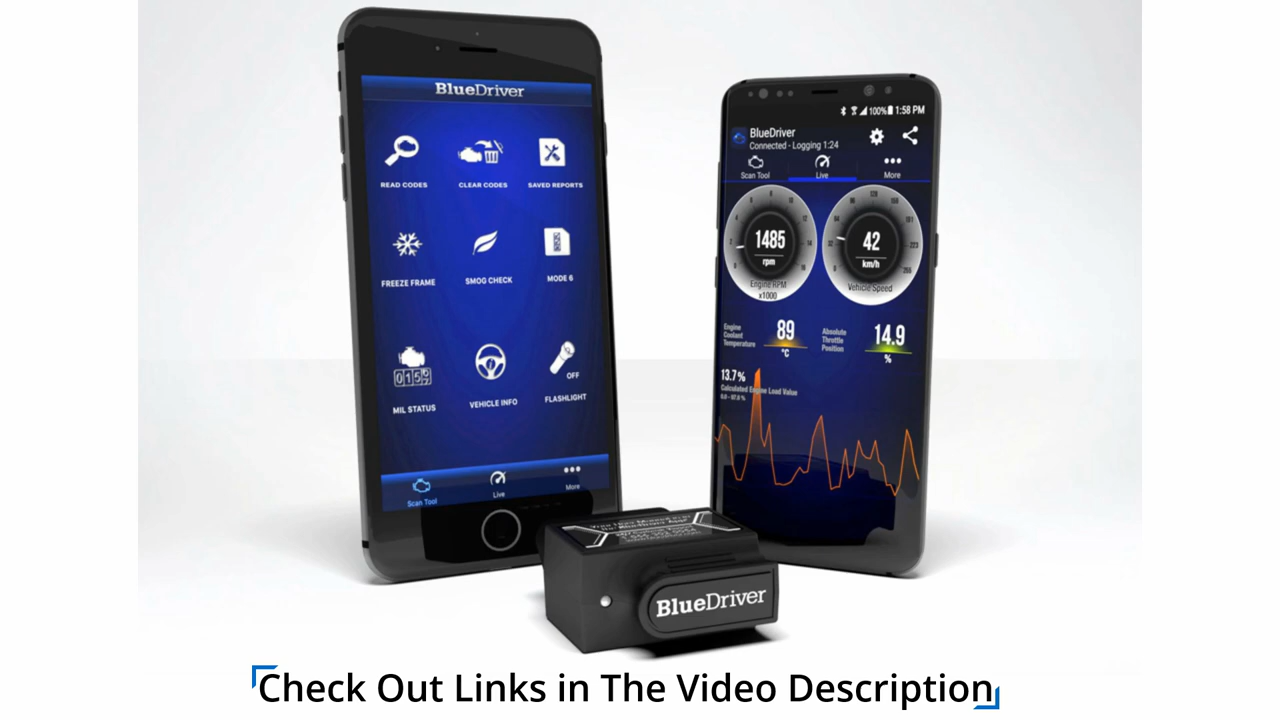 BlueDriver
READ CODES
CLEAR CODES
SAVED REPORTS
FREEZE FRAME
SMOG CHECK
MODE 6
MIL STATUS
VEHICLE INFO
OFF
FLASHLIGHT
Scan Tool
Live
More
100% 1:58 PM
BlueDriver
Connected - Logging 1:24
Scan Tool
Live
More
1485
rpm
Engine RPM
x1000
42
km/h
Vehicle Speed
Engine
Coolant
Temperature
89
°C
Absolute
Throttle
Position
14.9
%
13.7%
Calculated Engine Load Value
BlueDriver
Check Out Links in The Video Description